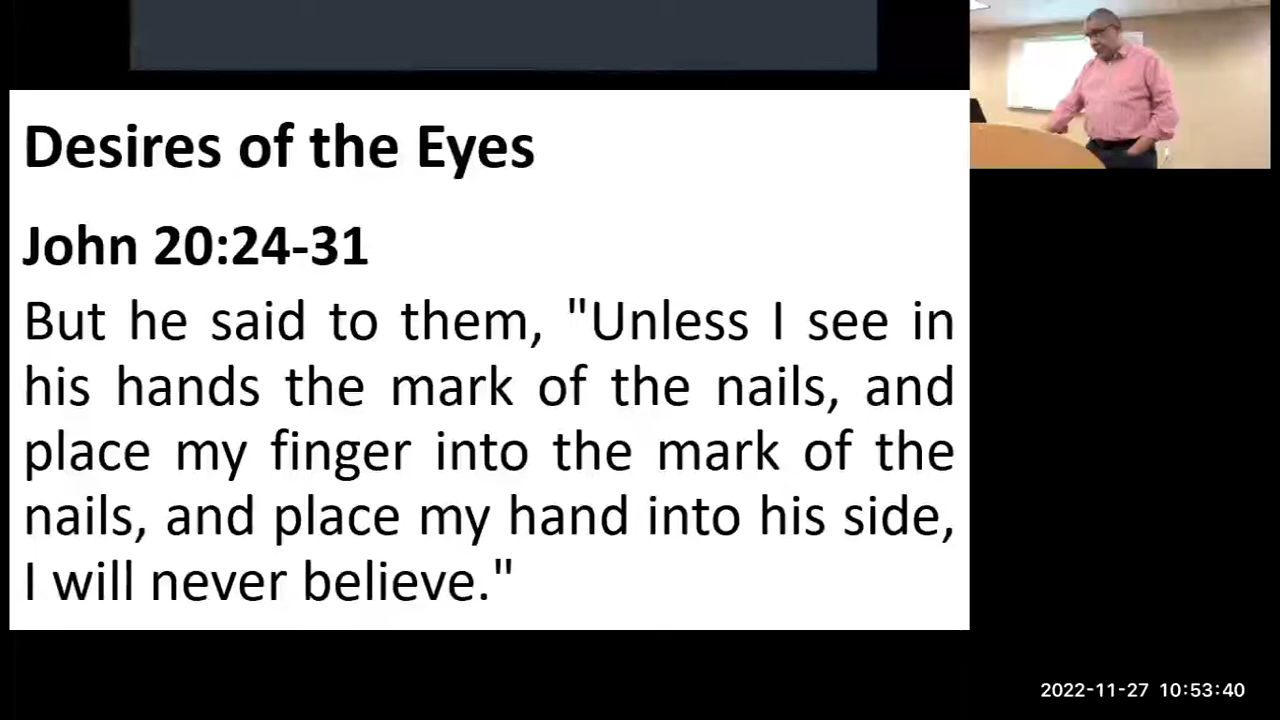 Desires of the Eyes
John 20:24-31
But he said to them, "Unless I see in
his hands the mark of the nails, and
place my finger into the mark of the
nails, and place my hand into his side,
I will never believe."
2022-11-27 10:53:40